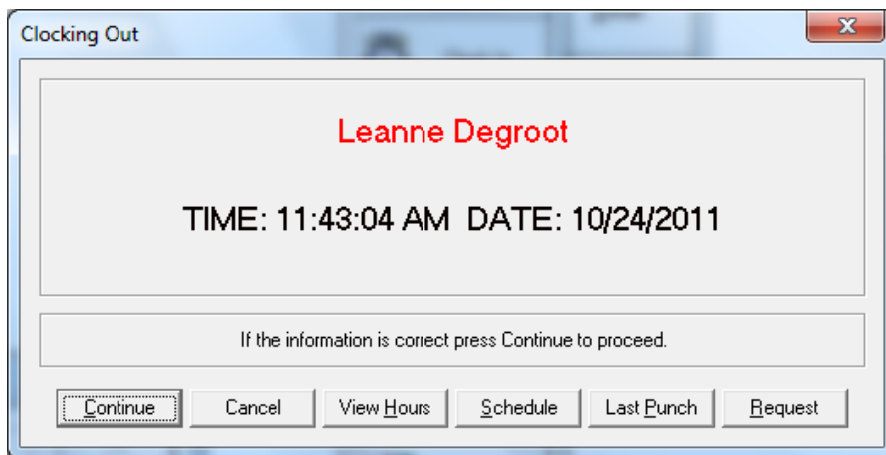 Clocking Out
Leanne Degroot
TIME: 11:43:04 AM DATE: 10/24/2011
If the information is correct press Continue to proceed.
Continue Cancel View Hours Schedule Last Punch Request